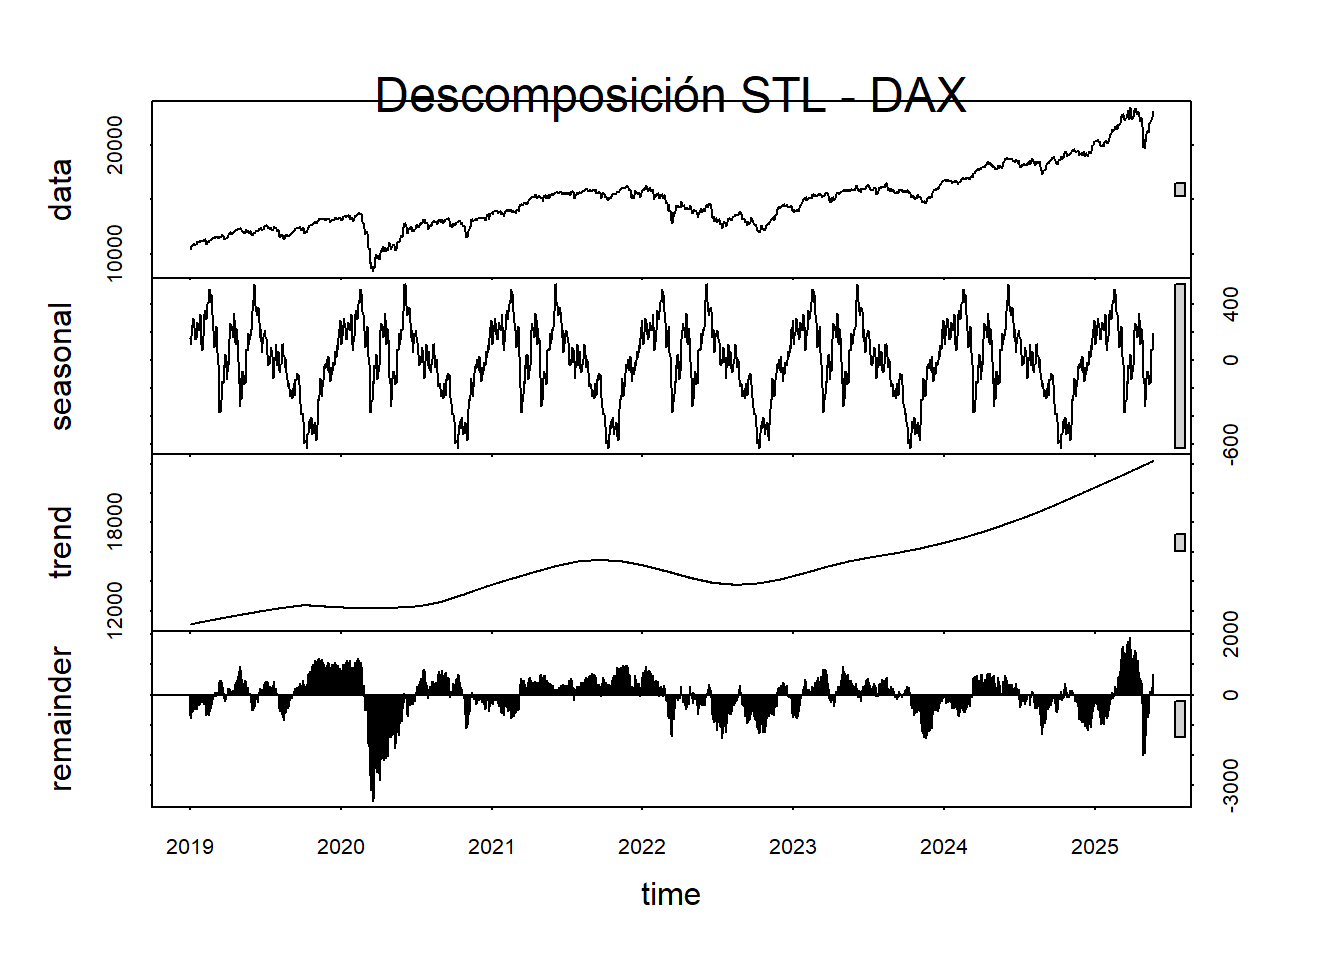 Descomposición STL - DAX
data
10000 20000
seasonal
-600 0 400
trend
12000 18000
remainder
-3000 0 2000
2019 2020 2021 2022 2023 2024 2025
time